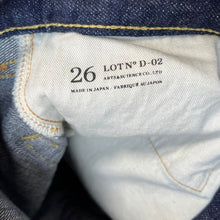 26 LOT Nº D-02
ARTS&SCIENCE CO., LTD
MADE IN JAPAN / FABRIQUÉ AU JAPON